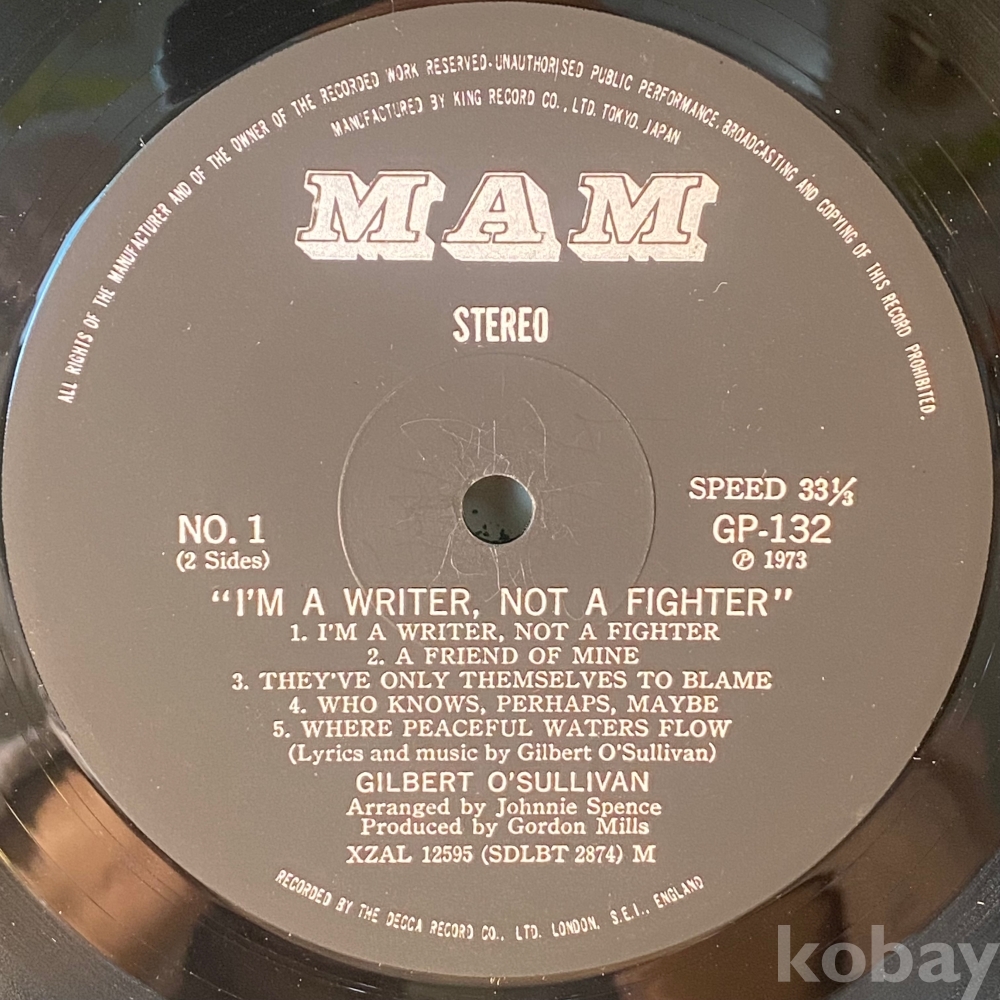 ALL RIGHTS OF THE MANUFACTURER AND OF THE OWNER OF THE RECORDED WORK RESERVED·UNAUTHORISED PUBLIC PERFORMANCE, BROADCASTING AND COPYING OF THIS RECORD PROHIBITED.
MANUFACTURED BY KING RECORD CO., LTD. TOKYO, JAPAN
MAM
STEREO
SPEED 33⅓
NO. 1
GP-132
(2 Sides)
℗ 1973
"I'M A WRITER, NOT A FIGHTER"
1. I'M A WRITER, NOT A FIGHTER
2. A FRIEND OF MINE
3. THEY'VE ONLY THEMSELVES TO BLAME
4. WHO KNOWS, PERHAPS, MAYBE
5. WHERE PEACEFUL WATERS FLOW
(Lyrics and music by Gilbert O'Sullivan)
GILBERT O'SULLIVAN
Arranged by Johnnie Spence
Produced by Gordon Mills
XZAL 12595 (SDLBT 2874) M
RECORDED BY THE DECCA RECORD CO., LTD. LONDON, S.E.I., ENGLAND
kobay